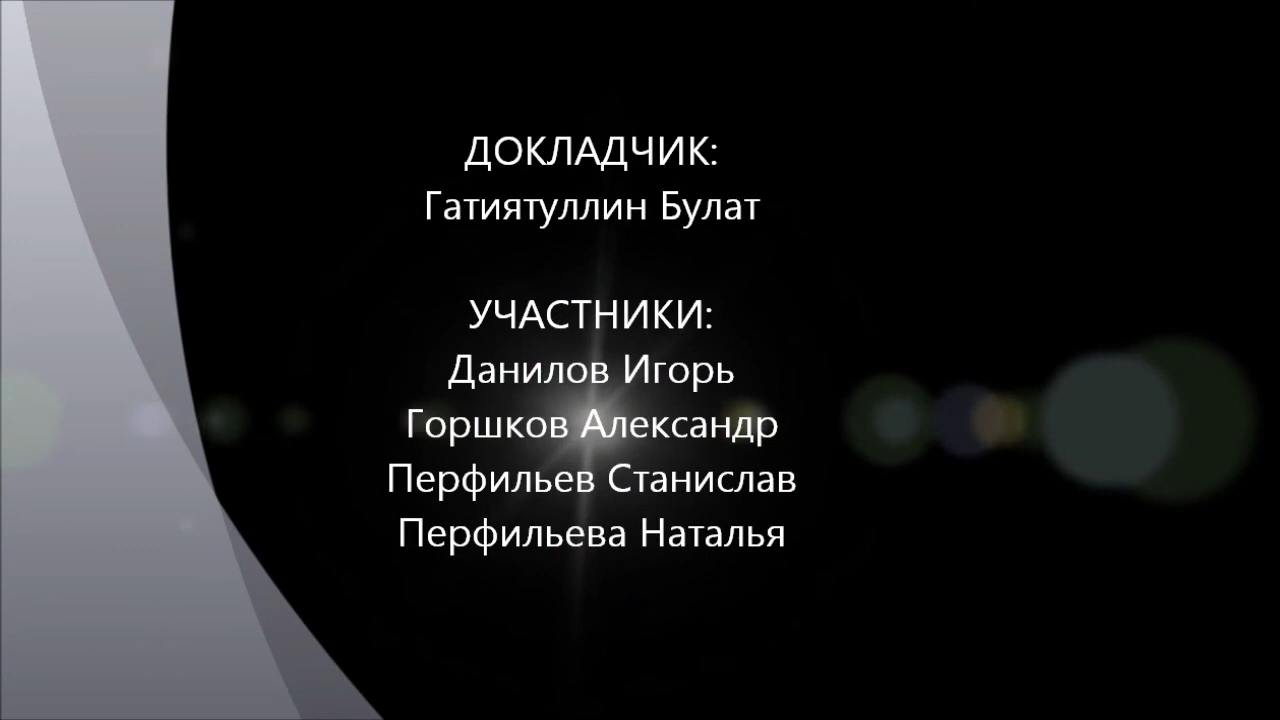 ДОКЛАДЧИК:
Гатиятуллин Булат
УЧАСТНИКИ:
Данилов Игорь
Горшков Александр
Перфильев Станислав
Перфильева Наталья